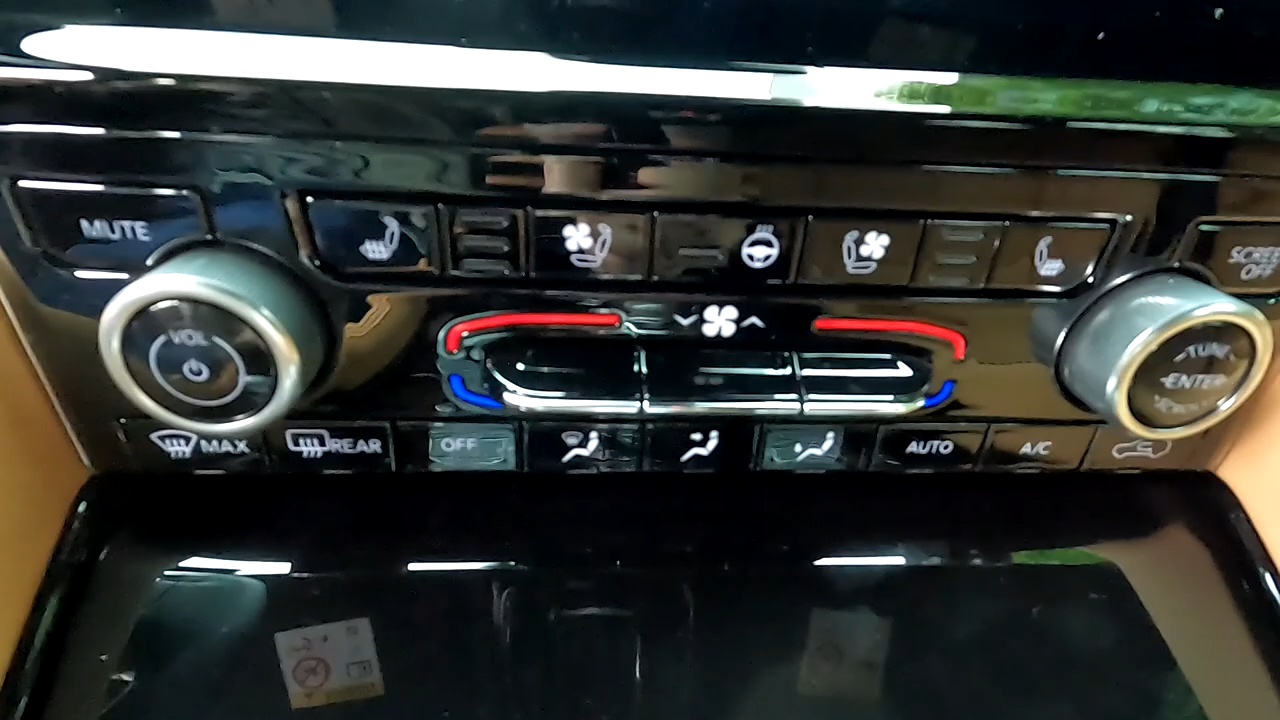 MUTE
SCREEN
OFF
VOL
TUNE
ENTER
MAX
REAR
OFF
AUTO
A/C